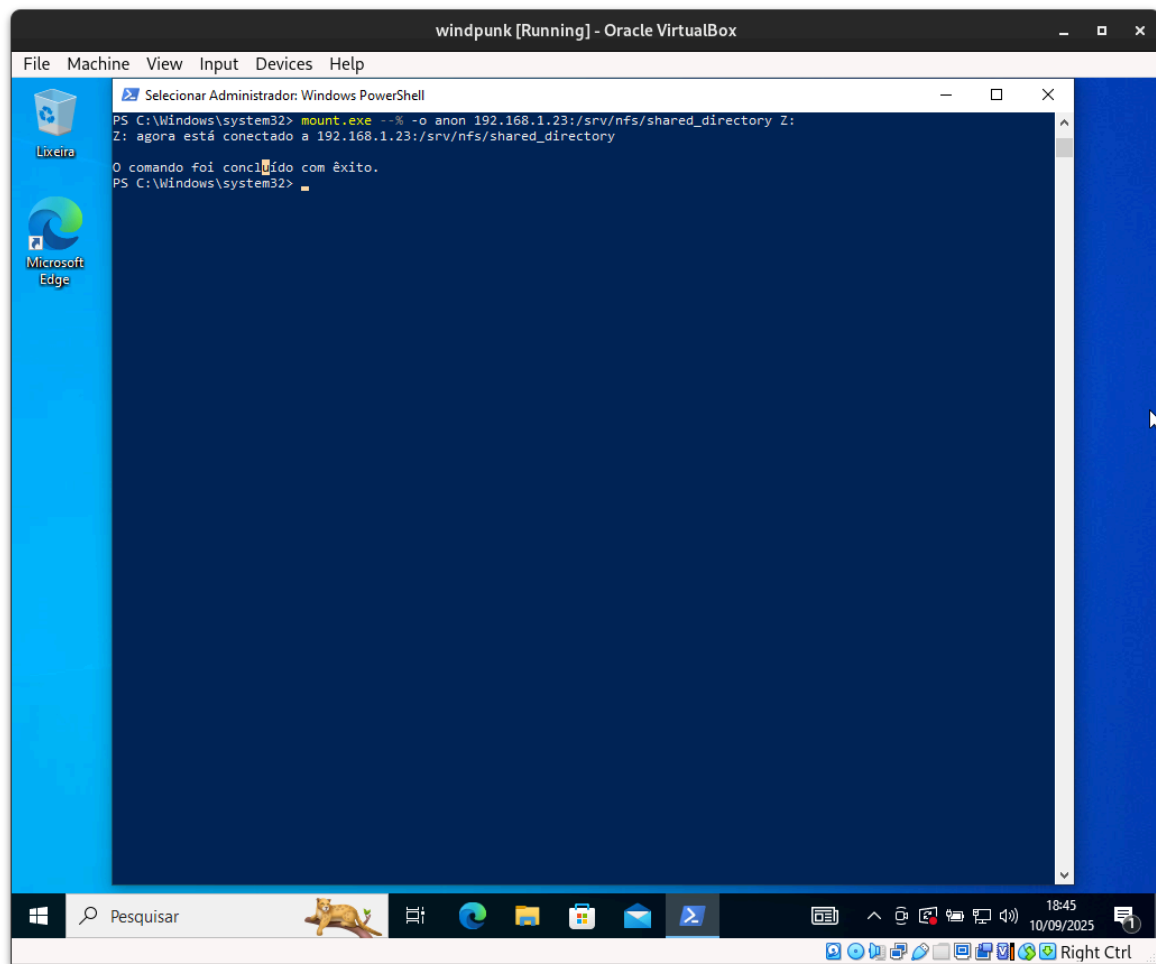 windpunk [Running] - Oracle VirtualBox
File Machine View Input Devices Help
Selecionar Administrador: Windows PowerShell
PS C:\Windows\system32> mount.exe --% -o anon 192.168.1.23:/srv/nfs/shared_directory Z:
Z: agora está conectado a 192.168.1.23:/srv/nfs/shared_directory
O comando foi concluído com êxito.
PS C:\Windows\system32>
Lixeira
Microsoft
Edge
Pesquisar
18:45
10/09/2025
1
Right Ctrl